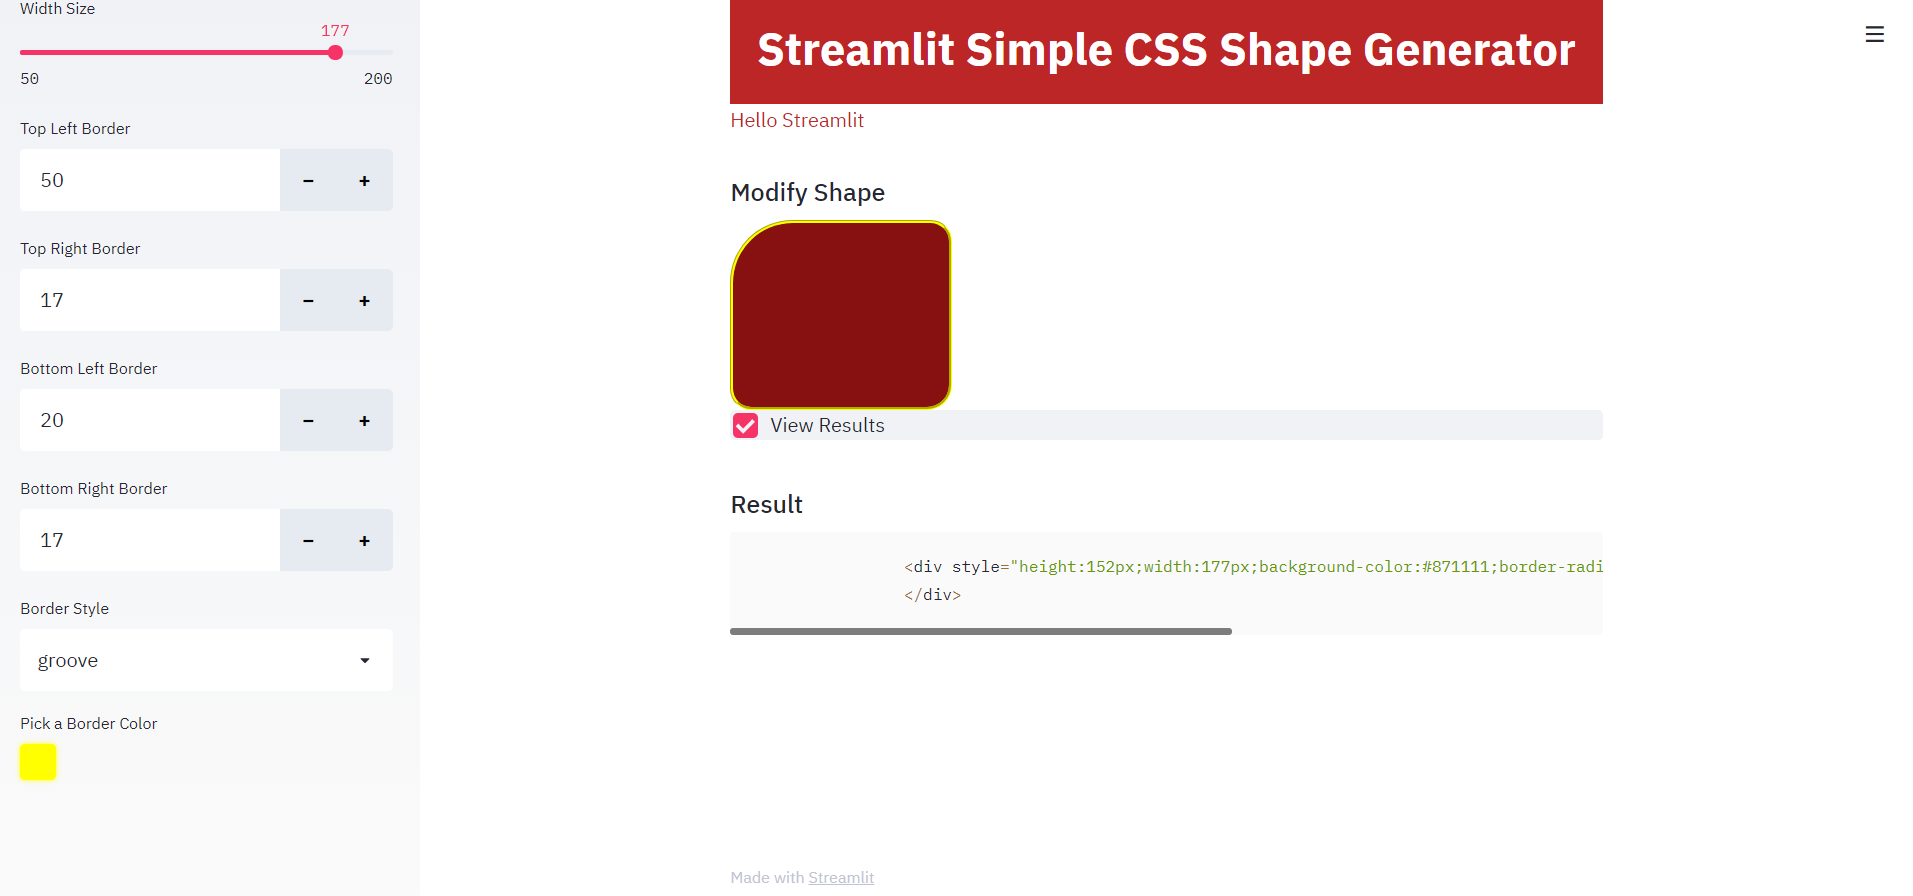 Width Size
177
50 200
Top Left Border
50 − +
Top Right Border
17 − +
Bottom Left Border
20 − +
Bottom Right Border
17 − +
Border Style
groove
Pick a Border Color
Streamlit Simple CSS Shape Generator
Hello Streamlit
Modify Shape
View Results
Result
<div style="height:152px;width:177px;background-color:#871111;border-radi
</div>
Made with Streamlit